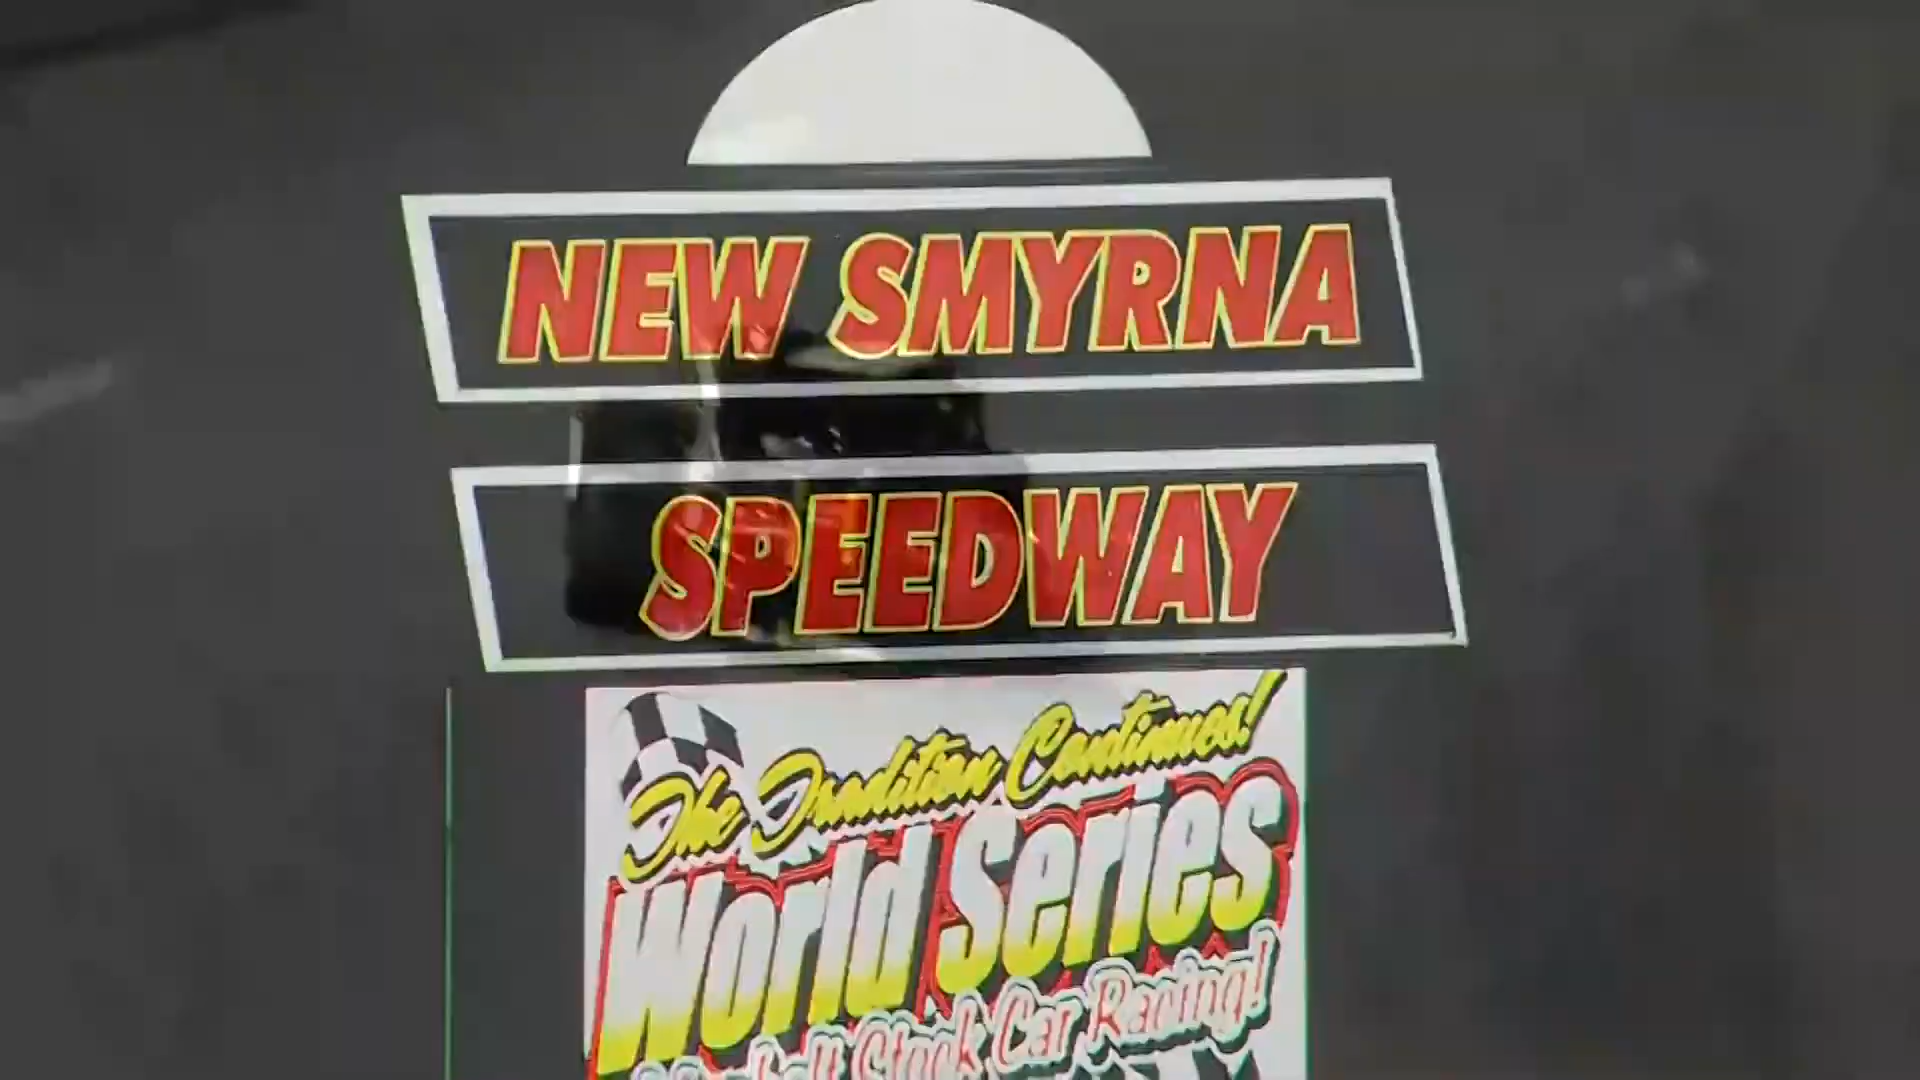 NEW SMYRNA
SPEEDWAY
The Tradition Continues!
World Series
Stock Car Racing!